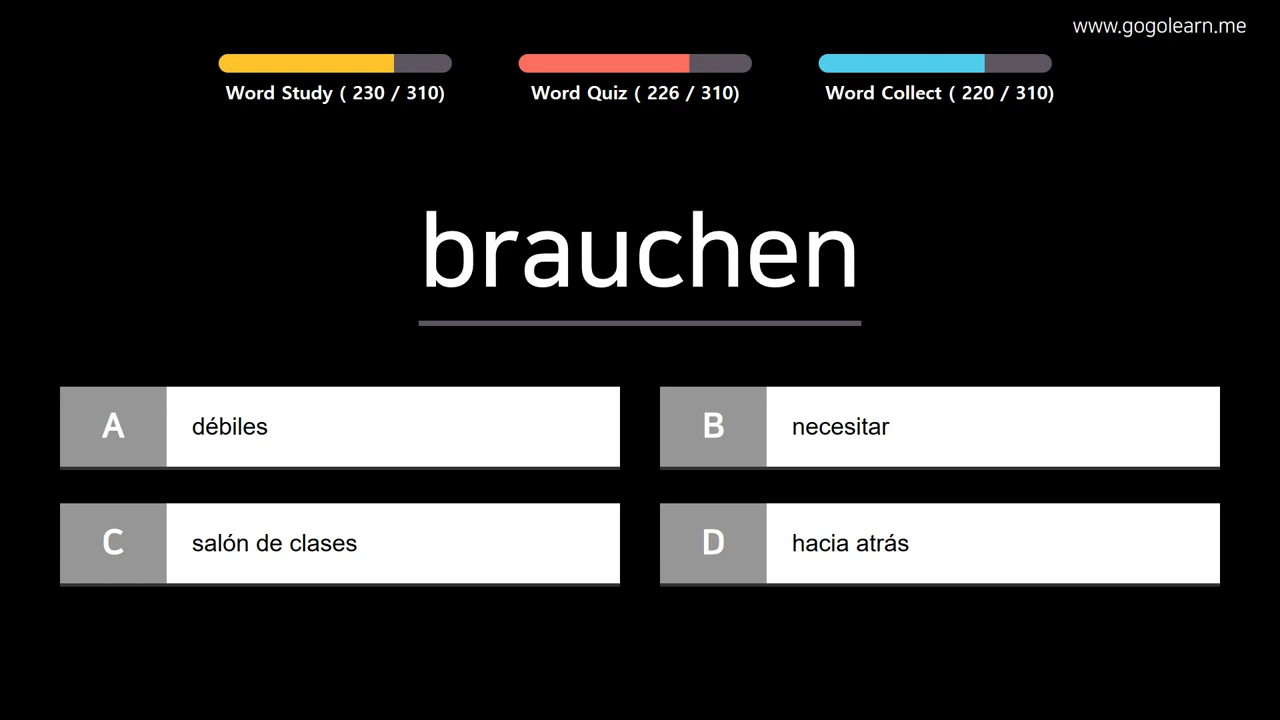 www.gogolearn.me
Word Study ( 230 / 310)
Word Quiz ( 226 / 310)
Word Collect ( 220 / 310)
brauchen
A débiles
B necesitar
C salón de clases
D hacia atrás